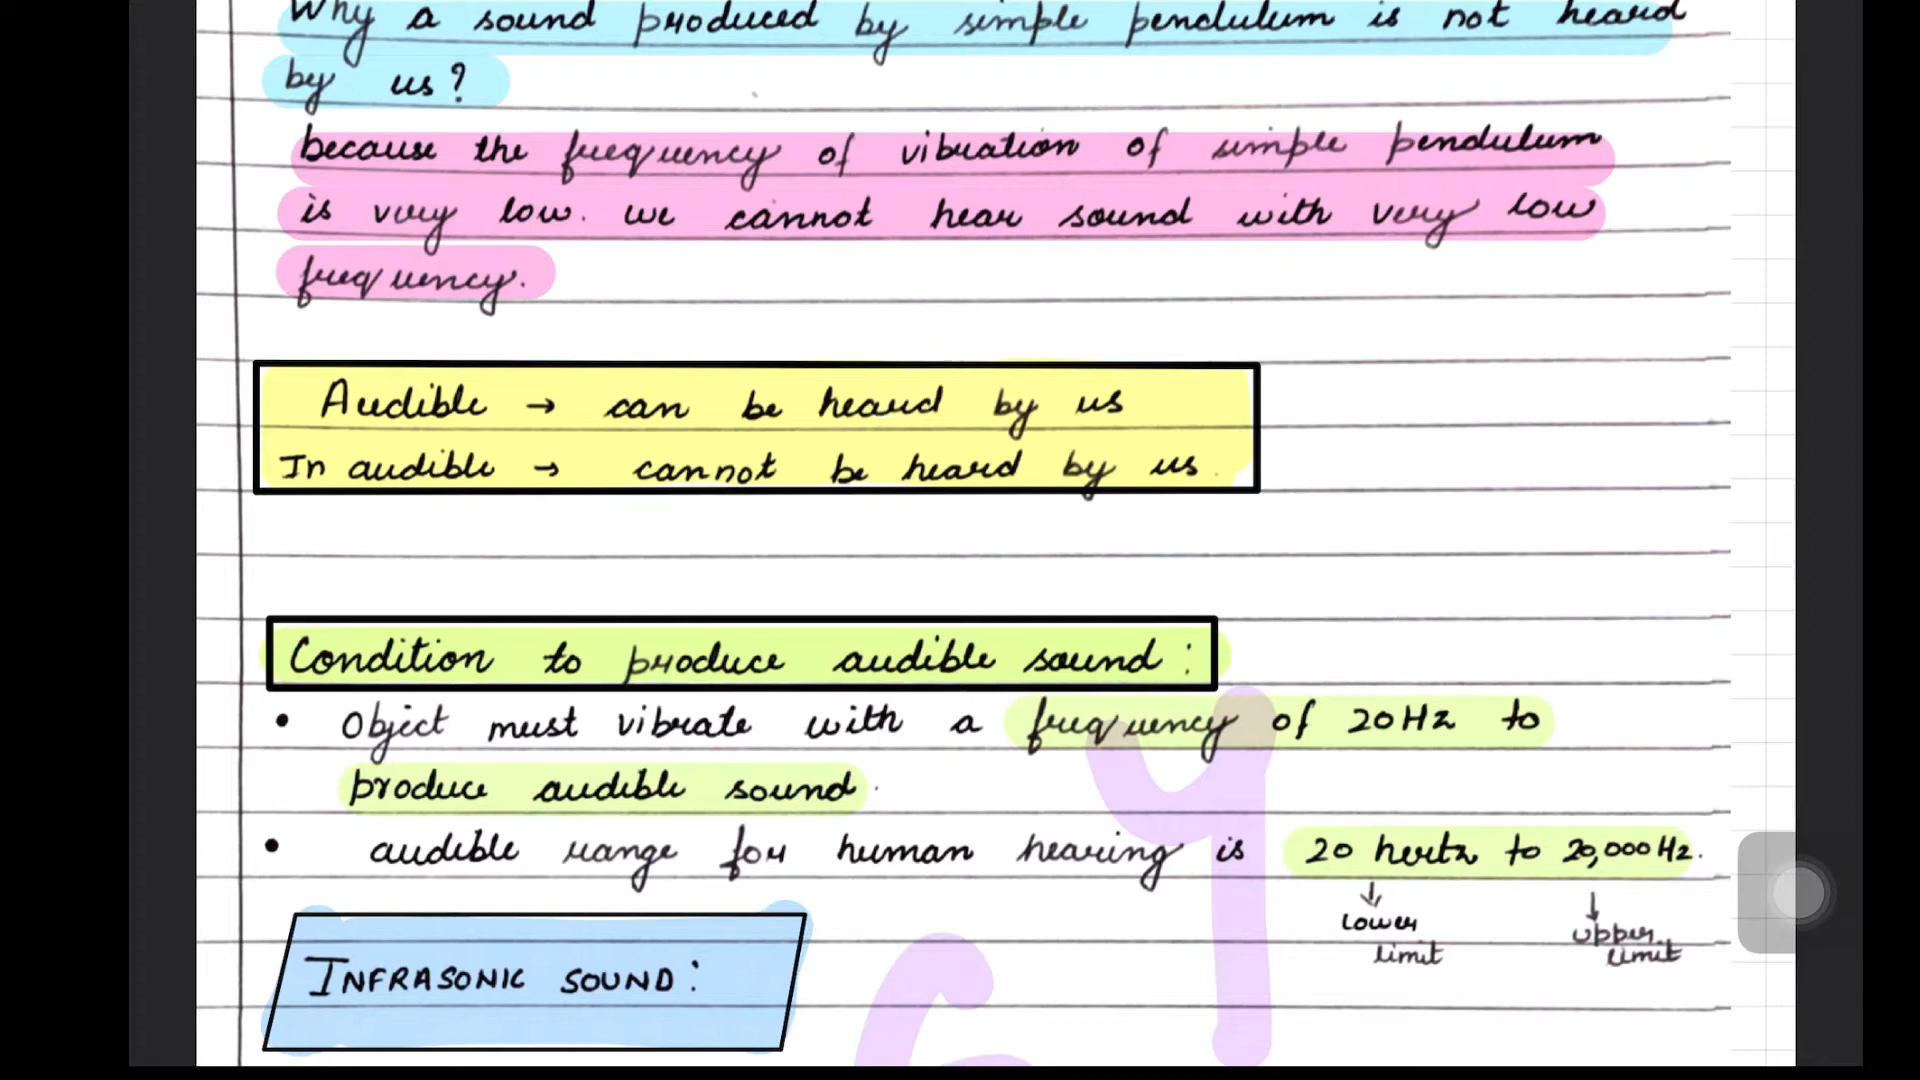 Why a sound produced by simple pendulum is not heard
by us?
because the frequency of vibration of simple pendulum
is very low. we cannot hear sound with very low
frequency.
Audible → can be heard by us
In audible → cannot be heard by us.
Condition to produce audible sound:
• Object must vibrate with a frequency of 20Hz to
produce audible sound.
• audible range for human hearing is 20 hertz to 20,000Hz.
↓ ↓
lower upper
limit limit
INFRASONIC SOUND: